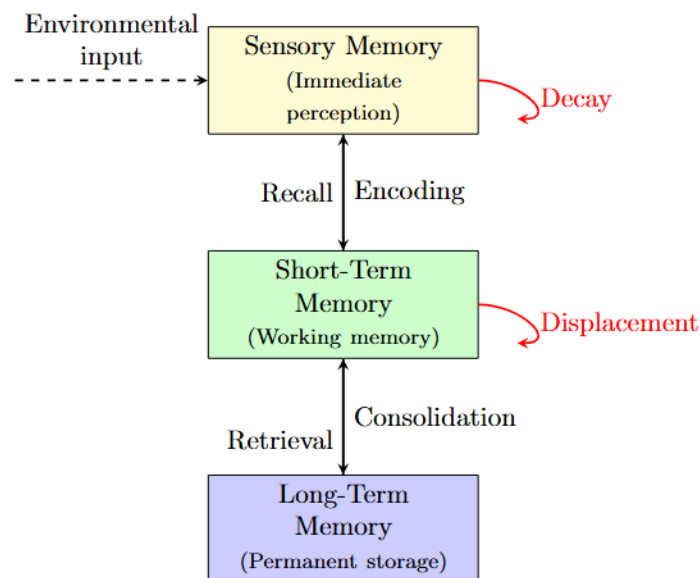 Environmental
input
Sensory Memory
(Immediate
perception)
Decay
Recall
Encoding
Short-Term
Memory
(Working memory)
Displacement
Consolidation
Retrieval
Long-Term
Memory
(Permanent storage)